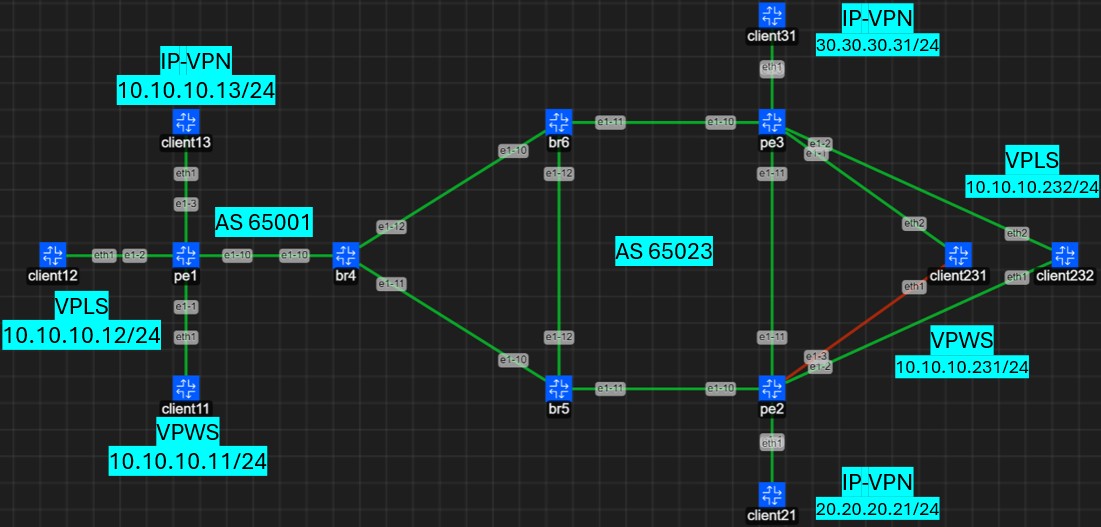 client31
IP-VPN
30.30.30.31/24
eth1
IP-VPN
10.10.10.13/24
client13
br6
e1-11
e1-10
pe3
e1-2
e1-1
e1-10
e1-12
e1-11
VPLS
10.10.10.232/24
eth1
e1-3
AS 65001
e1-12
AS 65023
eth2
eth2
client12
eth1
e1-2
pe1
e1-10
e1-10
br4
client231
client232
e1-11
eth1
eth1
VPLS
10.10.10.12/24
e1-1
eth1
e1-12
e1-11
VPWS
10.10.10.231/24
e1-10
e1-3
e1-2
client11
VPWS
10.10.10.11/24
br5
e1-11
e1-10
pe2
eth1
client21
IP-VPN
20.20.20.21/24